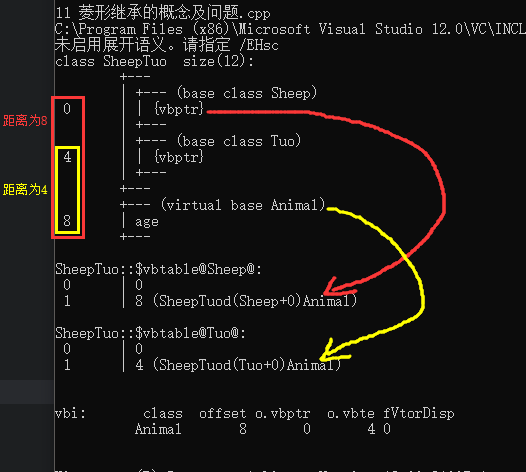 11 菱形继承的概念及问题.cpp
C:\Program Files (x86)\Microsoft Visual Studio 12.0\VC\INCL
未启用展开语义。请指定 /EHsc
class SheepTuo  size(12):
+---
| +--- (base class Sheep)
0 | | {vbptr}
距离为8
| +---
| +--- (base class Tuo)
4 | | {vbptr}
| +---
距离为4
+---
+--- (virtual base Animal)
8 | age
+---
SheepTuo::$vbtable@Sheep@:
0 | 0
1 | 8 (SheepTuod(Sheep+0)Animal)
SheepTuo::$vbtable@Tuo@:
0 | 0
1 | 4 (SheepTuod(Tuo+0)Animal)
vbi: class offset o.vbptr o.vbte fVtorDisp
Animal 8 0 4 0